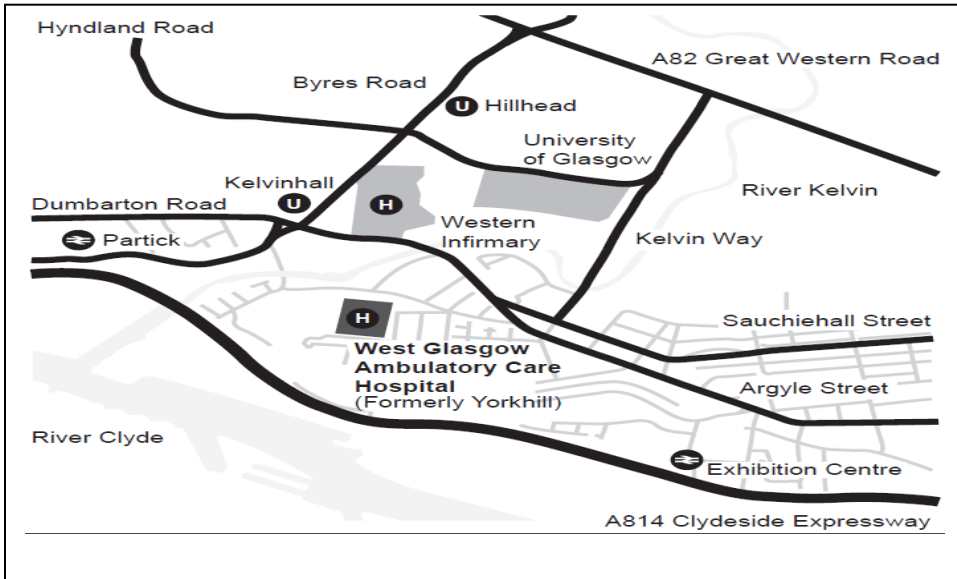 Hyndland Road
A82 Great Western Road
Byres Road
U Hillhead
University
of Glasgow
Kelvinhall
U
H
River Kelvin
Dumbarton Road
Western
Infirmary
Partick
Kelvin Way
H
Sauchiehall Street
West Glasgow
Ambulatory Care
Hospital
(Formerly Yorkhill)
Argyle Street
River Clyde
Exhibition Centre
A814 Clydeside Expressway